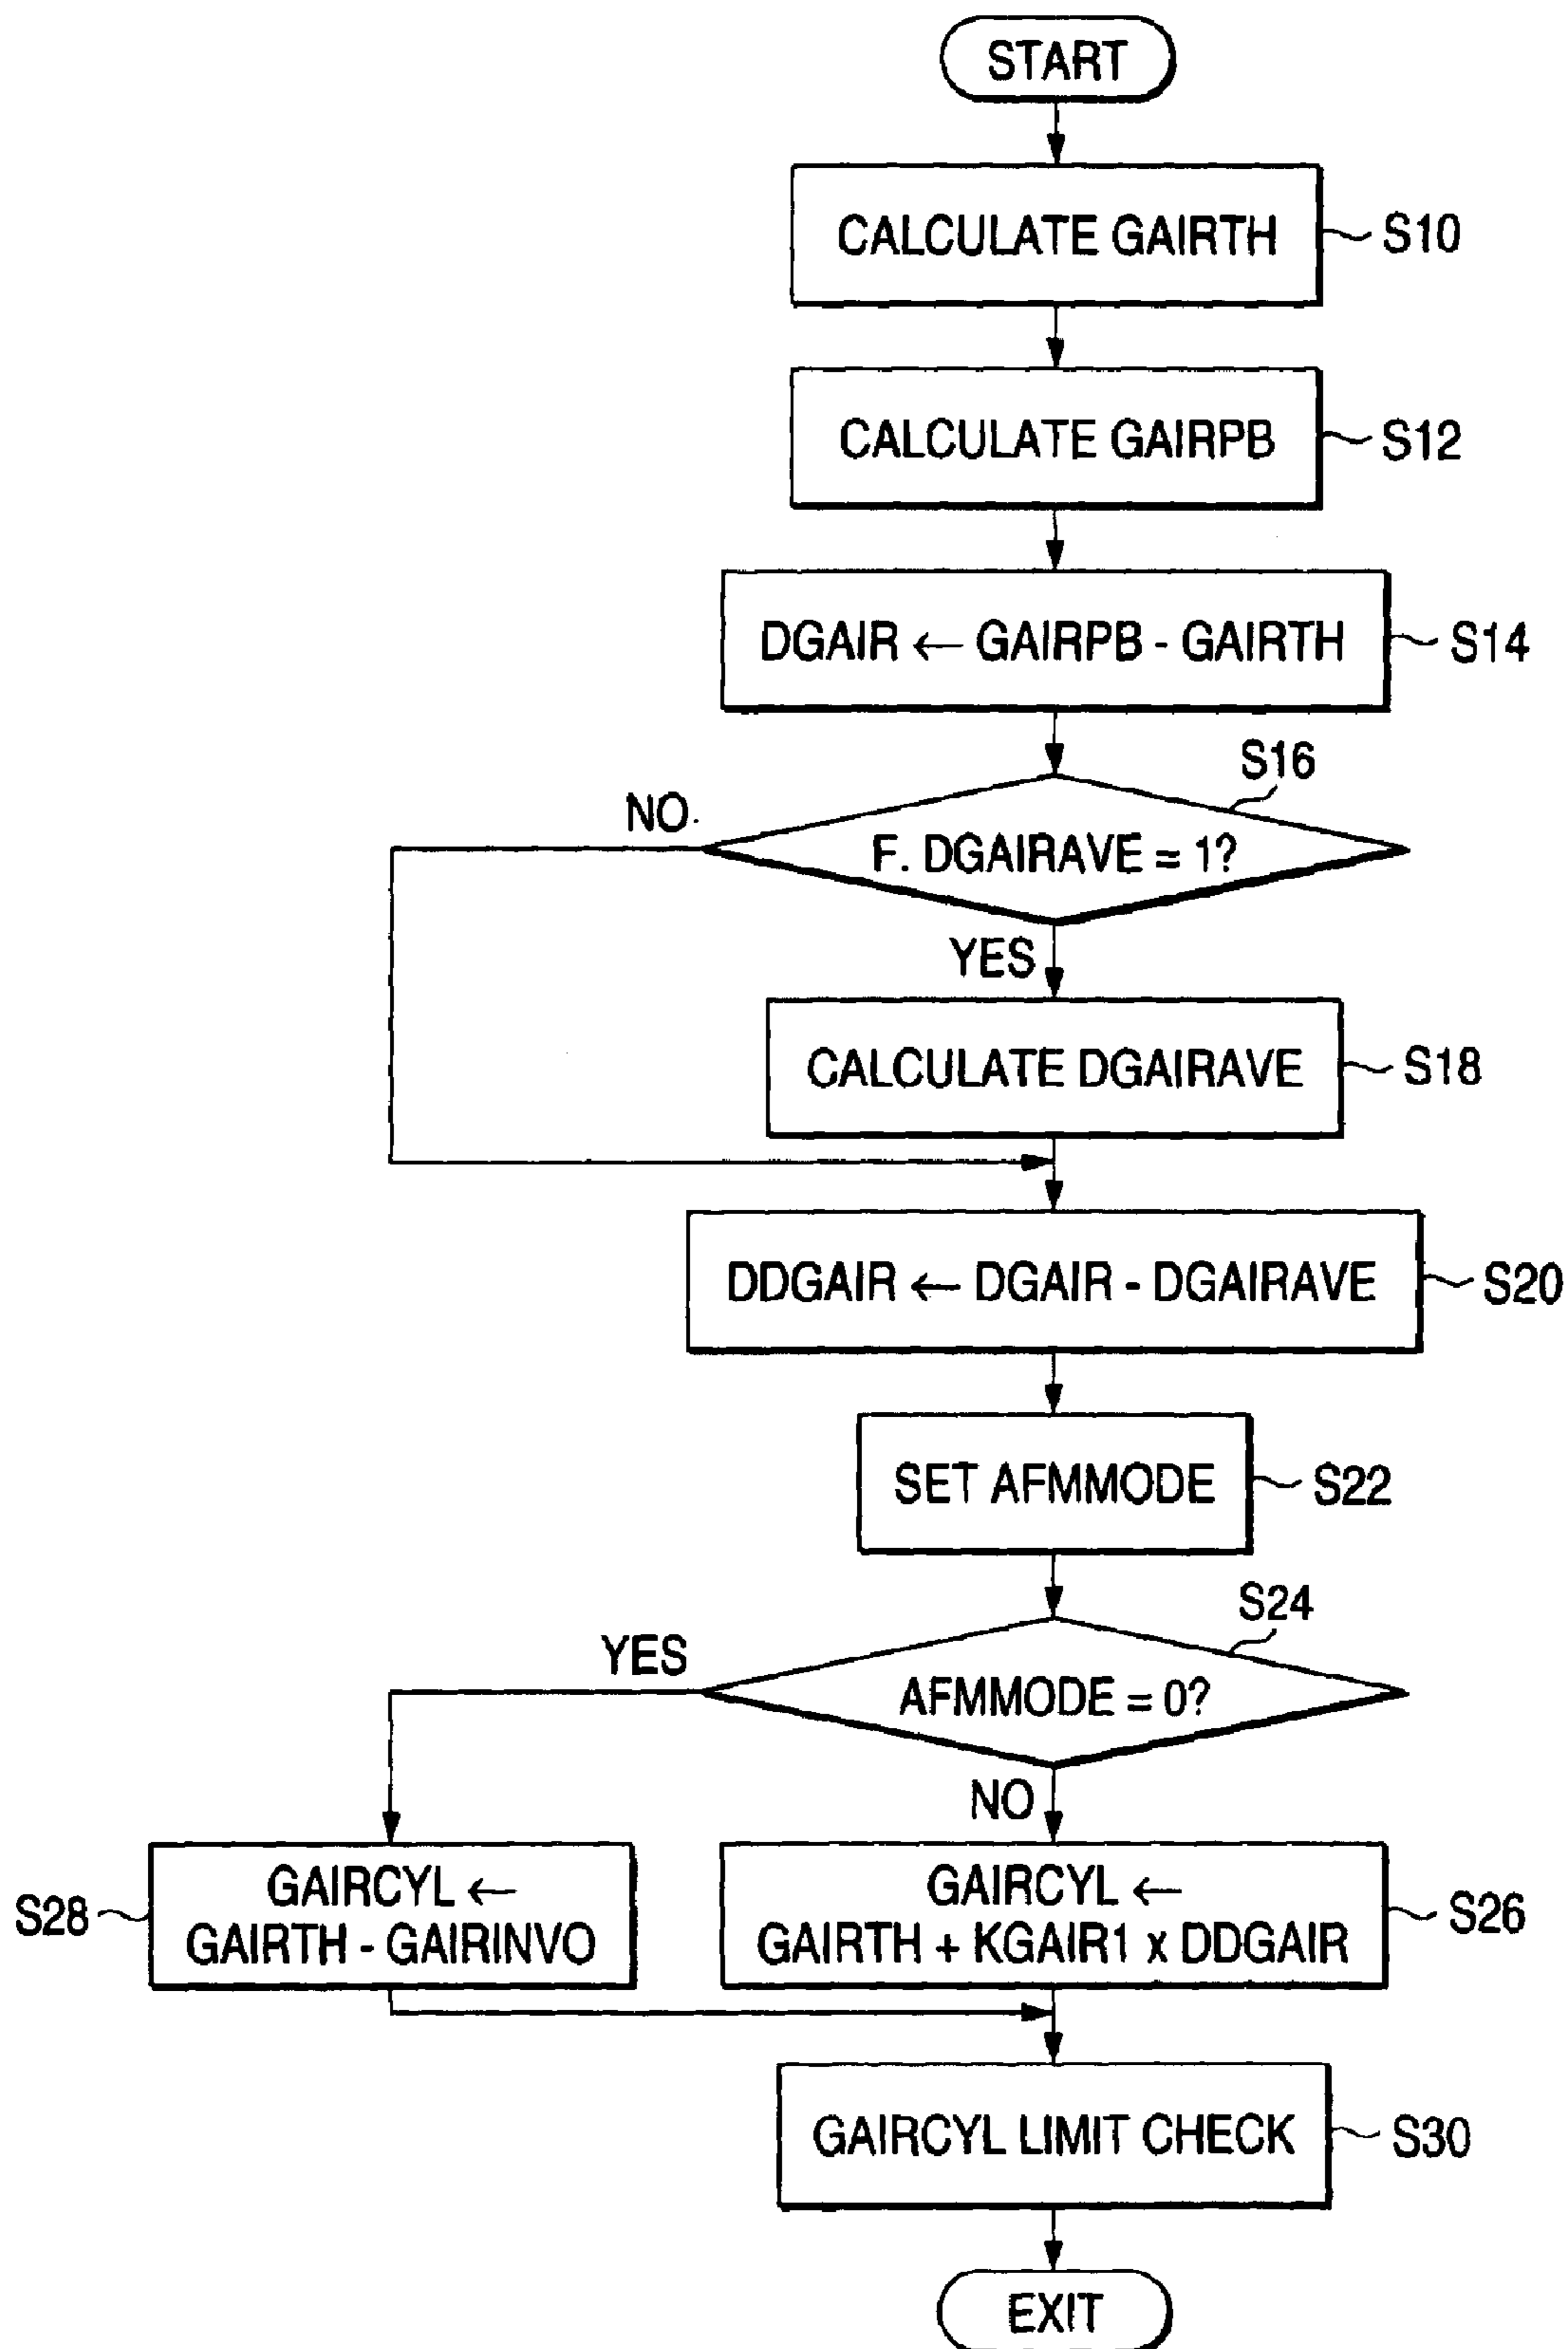 START
CALCULATE GAIRTH
S10
CALCULATE GAIRPB
S12
DGAIR ← GAIRPB - GAIRTH
S14
S16
NO
F. DGAIRAVE = 1?
YES
CALCULATE DGAIRAVE
S18
DDGAIR ← DGAIR - DGAIRAVE
S20
SET AFMMODE
S22
S24
YES
AFMMODE = 0?
NO
S28
GAIRCYL ←
GAIRTH - GAIRINVO
GAIRCYL ←
GAIRTH + KGAIR1 x DDGAIR
S26
GAIRCYL LIMIT CHECK
S30
EXIT